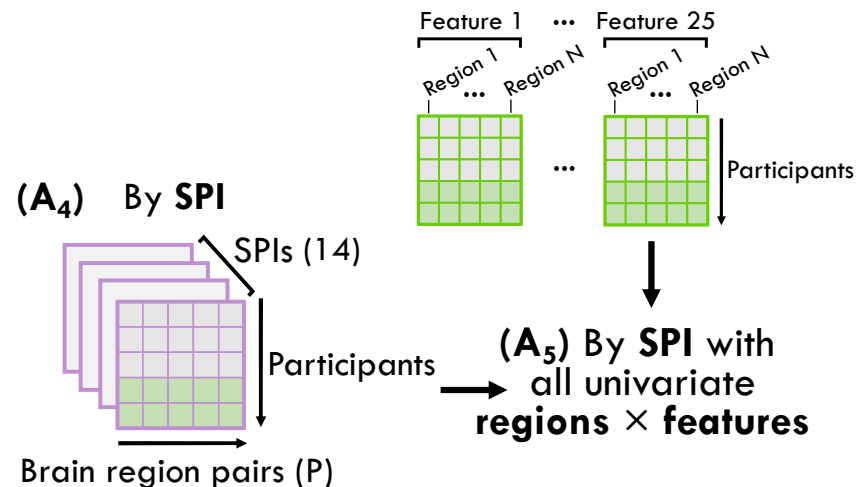 Feature 1 ... Feature 25
Region 1 ... Region N Region 1 ... Region N
...
Participants
(A₄) By SPI
SPIs (14)
Participants
Brain region pairs (P)
(A₅) By SPI with
all univariate
regions × features